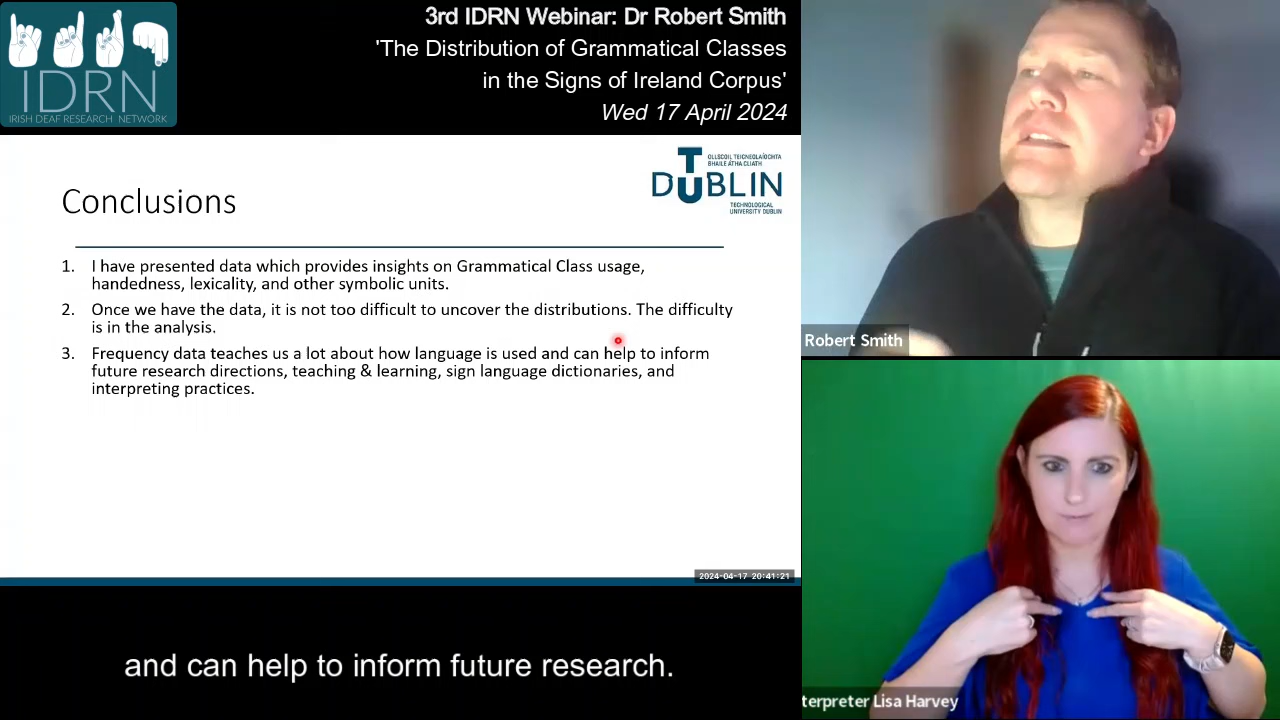 3rd IDRN Webinar: Dr Robert Smith
'The Distribution of Grammatical Classes
in the Signs of Ireland Corpus'
Wed 17 April 2024
IDRN
IRISH DEAF RESEARCH NETWORK
OLLSCOIL TEICNEOLAÍOCHTA
BHAILE ÁTHA CLIATH
TU DUBLIN
TECHNOLOGICAL
UNIVERSITY DUBLIN
Conclusions
1. I have presented data which provides insights on Grammatical Class usage,
handedness, lexicality, and other symbolic units.
2. Once we have the data, it is not too difficult to uncover the distributions. The difficulty
is in the analysis.
3. Frequency data teaches us a lot about how language is used and can help to inform
future research directions, teaching & learning, sign language dictionaries, and
interpreting practices.
2024-04-17 20:41:21
and can help to inform future research.
Robert Smith
terpreter Lisa Harvey